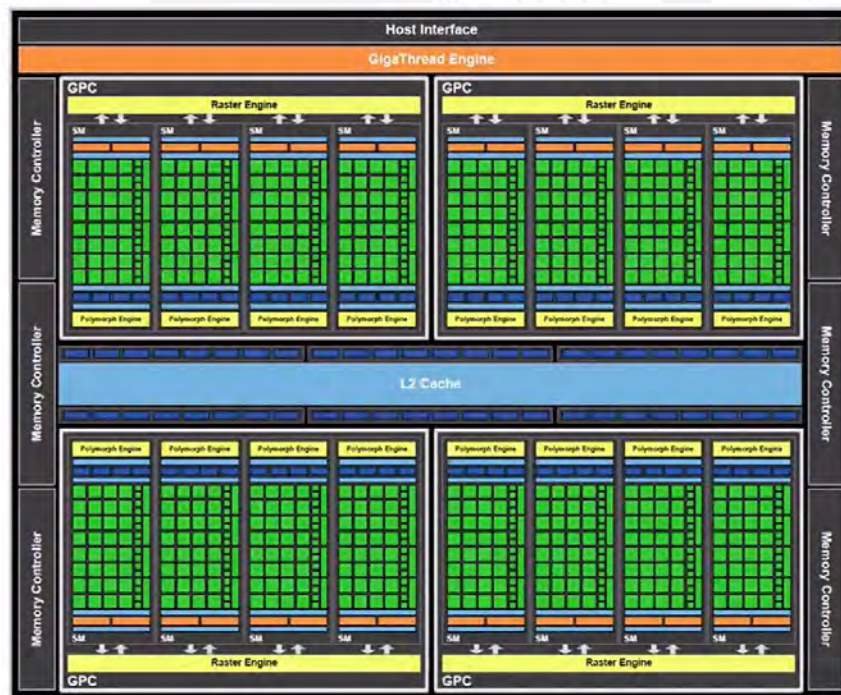 Host Interface
GigaThread Engine
GPC
GPC
Raster Engine
Raster Engine
SM
SM
SM
SM
SM
SM
SM
SM
Memory Controller
Memory Controller
Polymorph Engine
Polymorph Engine
Polymorph Engine
Polymorph Engine
Polymorph Engine
Polymorph Engine
Polymorph Engine
Polymorph Engine
Memory Controller
Memory Controller
L2 Cache
Polymorph Engine
Polymorph Engine
Polymorph Engine
Polymorph Engine
Polymorph Engine
Polymorph Engine
Polymorph Engine
Polymorph Engine
Memory Controller
Memory Controller
SM
SM
SM
SM
SM
SM
SM
SM
Raster Engine
Raster Engine
GPC
GPC